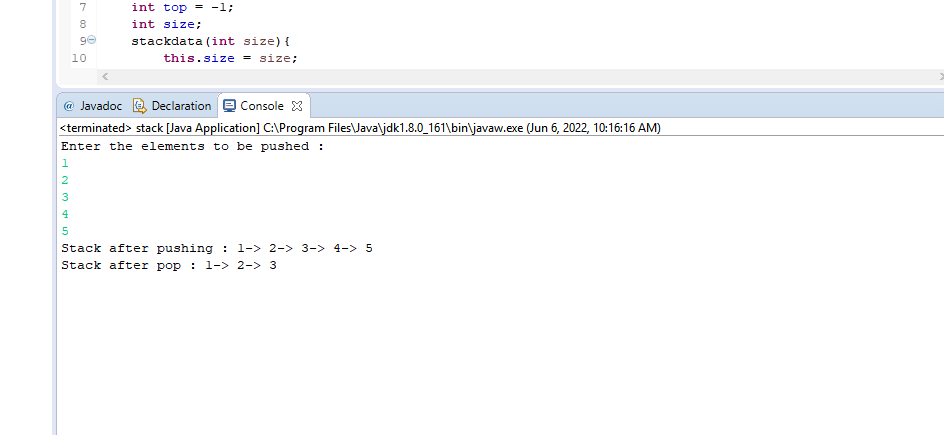 7 int top = -1;
8 int size;
9 stackdata(int size){
10 this.size = size;
@ Javadoc Declaration Console
<terminated> stack [Java Application] C:\Program Files\Java\jdk1.8.0_161\bin\javaw.exe (Jun 6, 2022, 10:16:16 AM)
Enter the elements to be pushed :
1
2
3
4
5
Stack after pushing : 1-> 2-> 3-> 4-> 5
Stack after pop : 1-> 2-> 3